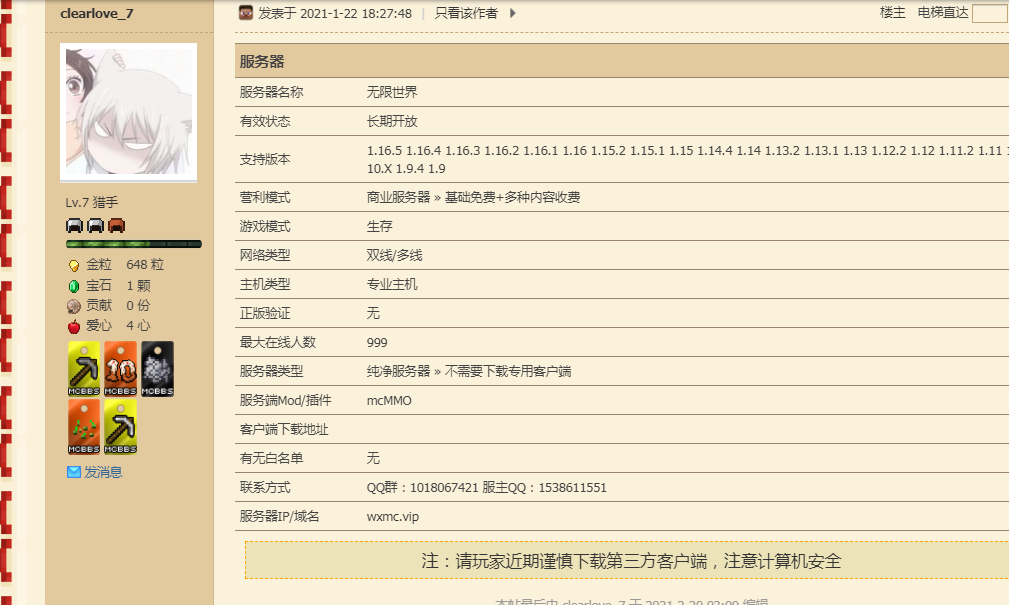 clearlove_7
发表于 2021-1-22 18:27:48 | 只看该作者
楼主 电梯直达
Lv.7 猎手
金粒 648 粒
宝石 1 颗
贡献 0 份
爱心 4 心
MCBBS 10 MCBBS MCBBS
MCBBS MCBBS
发消息
服务器
服务器名称 无限世界
有效状态 长期开放
支持版本 1.16.5 1.16.4 1.16.3 1.16.2 1.16.1 1.16 1.15.2 1.15.1 1.15 1.14.4 1.14 1.13.2 1.13.1 1.13 1.12.2 1.12 1.11.2 1.11
10.X 1.9.4 1.9
营利模式 商业服务器 » 基础免费+多种内容收费
游戏模式 生存
网络类型 双线/多线
主机类型 专业主机
正版验证 无
最大在线人数 999
服务器类型 纯净服务器 » 不需要下载专用客户端
服务端Mod/插件 mcMMO
客户端下载地址
有无白名单 无
联系方式 QQ群：1018067421 服主QQ：1538611551
服务器IP/域名 wxmc.vip
注：请玩家近期谨慎下载第三方客户端，注意计算机安全